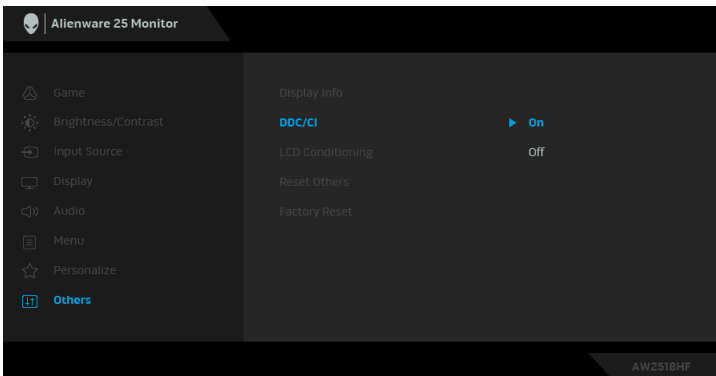 Alienware 25 Monitor
Game
Brightness/Contrast
Input Source
Display
Audio
Menu
Personalize
Others
Display Info
DDC/CI
On
LCD Conditioning
Off
Reset Others
Factory Reset
AW2518HF